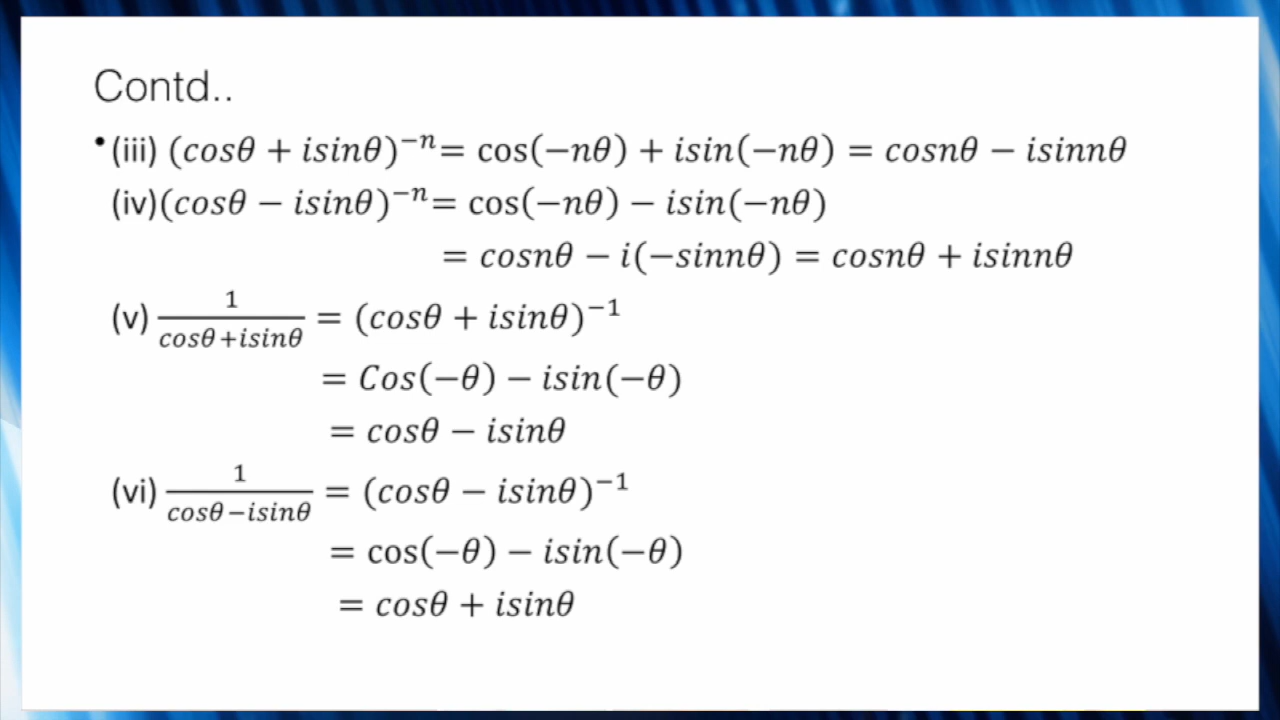 Contd..
• (iii) (cosθ + isinθ)⁻ⁿ= cos(−nθ) + isin(−nθ) = cosnθ − isinnθ
(iv)(cosθ − isinθ)⁻ⁿ= cos(−nθ) − isin(−nθ)
= cosnθ − i(−sinnθ) = cosnθ + isinnθ
(v) 1/(cosθ+isinθ) = (cosθ + isinθ)⁻¹
= Cos(−θ) − isin(−θ)
= cosθ − isinθ
(vi) 1/(cosθ−isinθ) = (cosθ − isinθ)⁻¹
= cos(−θ) − isin(−θ)
= cosθ + isinθ